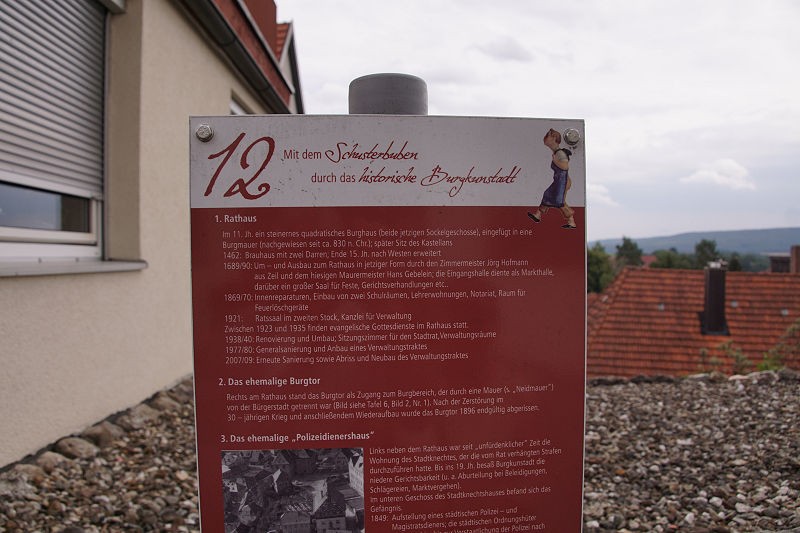 12
Mit dem Schusterbuben
durch das historische Burgkunstadt
1. Rathaus
Im 11. Jh. ein steinernes quadratisches Burghaus (beide jetzigen Sockelgeschosse), eingefügt in eine
Burgmauer (nachgewiesen seit ca. 830 n. Chr.); später Sitz des Kastellans
1462: Brauhaus mit zwei Darren; Ende 15. Jh. nach Westen erweitert
1689/90: Um – und Ausbau zum Rathaus in jetziger Form durch den Zimmermeister Jörg Hofmann
aus Zeil und dem hiesigen Maurermeister Hans Gebelein; die Eingangshalle diente als Markthalle,
darüber ein großer Saal für Feste, Gerichtsverhandlungen etc..
1869/70: Innenreparaturen, Einbau von zwei Schulräumen, Lehrerwohnungen, Notariat, Raum für
Feuerlöschgeräte
1921: Ratssaal im zweiten Stock, Kanzlei für Verwaltung
Zwischen 1923 und 1935 finden evangelische Gottesdienste im Rathaus statt.
1938/40: Renovierung und Umbau; Sitzungszimmer für den Stadtrat, Verwaltungsräume
1977/80: Generalsanierung und Anbau eines Verwaltungstraktes
2007/09: Erneute Sanierung sowie Abriss und Neubau des Verwaltungstraktes
2. Das ehemalige Burgtor
Rechts am Rathaus stand das Burgtor als Zugang zum Burgbereich, der durch eine Mauer (s. „Neidmauer“)
von der Bürgerstadt getrennt war (Bild siehe Tafel 6, Bild 2, Nr. 1). Nach der Zerstörung im
30 – jährigen Krieg und anschließendem Wiederaufbau wurde das Burgtor 1896 endgültig abgerissen.
3. Das ehemalige „Polizeidienershaus“
Links neben dem Rathaus war seit „unfürdenklicher“ Zeit die
Wohnung des Stadtknechtes, der die vom Rat verhängten Strafen
durchzuführen hatte. Bis ins 19. Jh. besaß Burgkunstadt die
niedere Gerichtsbarkeit (u. a. Aburteilung bei Beleidigungen,
Schlägereien, Marktvergehen).
Im unteren Geschoss des Stadtknechtshauses befand sich das
Gefängnis.
1849: Aufstellung eines städtischen Polizei – und
Magistratsdieners; die städtischen Ordnungshüter